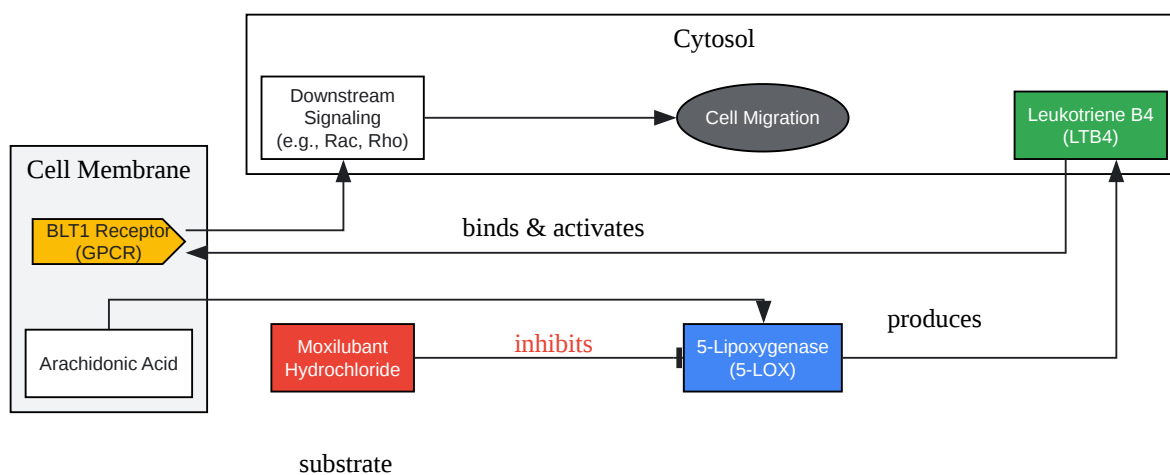 Cytosol
Downstream
Signaling
(e.g., Rac, Rho)
Cell Migration
Leukotriene B4
(LTB4)
Cell Membrane
BLT1 Receptor
(GPCR)
binds & activates
Arachidonic Acid
Moxilubant
Hydrochloride
inhibits
5-Lipoxygenase
(5-LOX)
produces
substrate